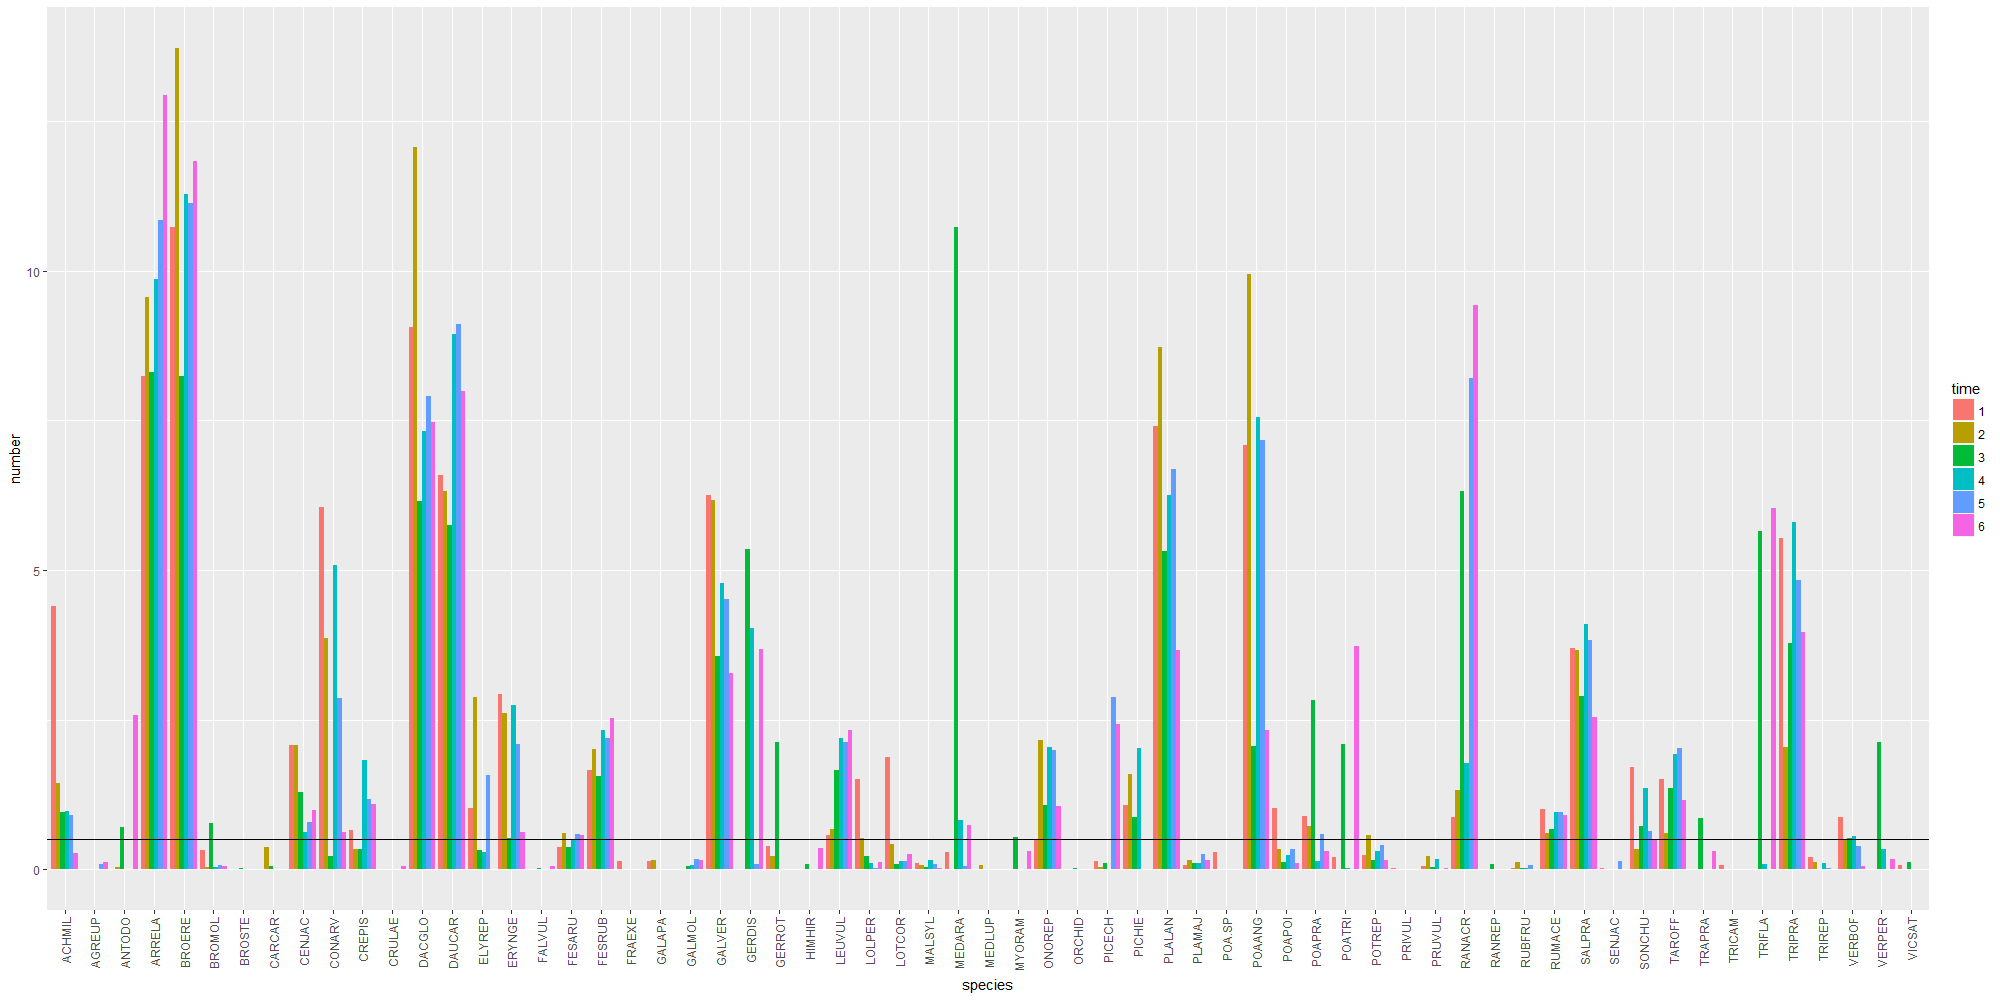 number
10
5
0
ACHMIL
AGREUP
ANTODO
ARRELA
BROERE
BROMOL
BROSTE
CARCAR
CENJAC
CONARV
CREPIS
CRULAE
DACGLO
DAUCAR
ELYREP
ERYNGE
FALVUL
FESARU
FESRUB
FRAEXE
GALAPA
GALMOL
GALVER
GERDIS
GERROT
HIMHIR
LEUVUL
LOLPER
LOTCOR
MALSYL
MEDARA
MEDLUP
MYORAM
ONOREP
ORCHID
PICECH
PICHIE
PLALAN
PLAMAJ
POA.SP
POAANG
POAPOI
POAPRA
POATRI
POTREP
PRIVUL
PRUVUL
RANACR
RANREP
RUBFRU
RUMACE
SALPRA
SENJAC
SONCHU
TAROFF
TRAPRA
TRICAM
TRIFLA
TRIPRA
TRIREP
VERBOF
VERPER
VICSAT
species
time
1
2
3
4
5
6